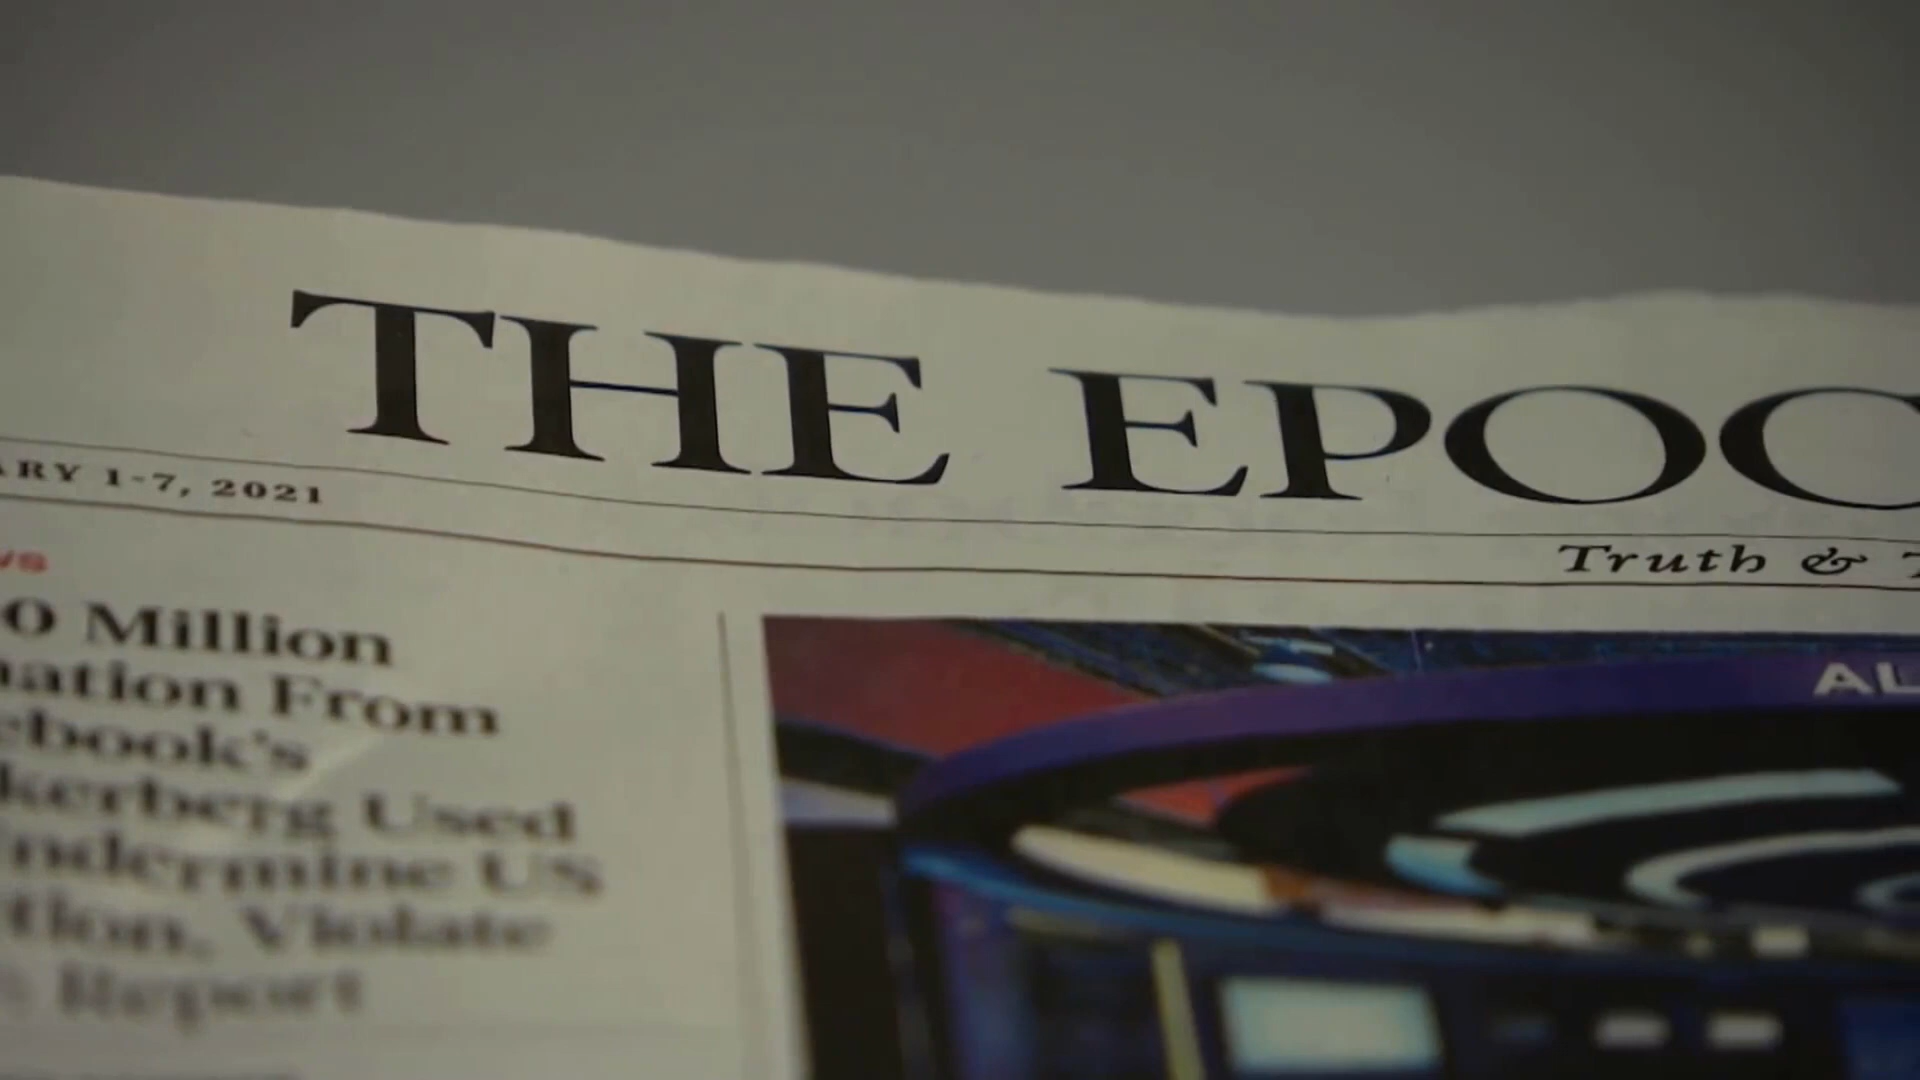 THE EPOC
ARY 1-7, 2021
Truth & T
ws
0 Million
nation From
ebook's
kerberg Used
ndermine US
tion, Violate
Report
AL